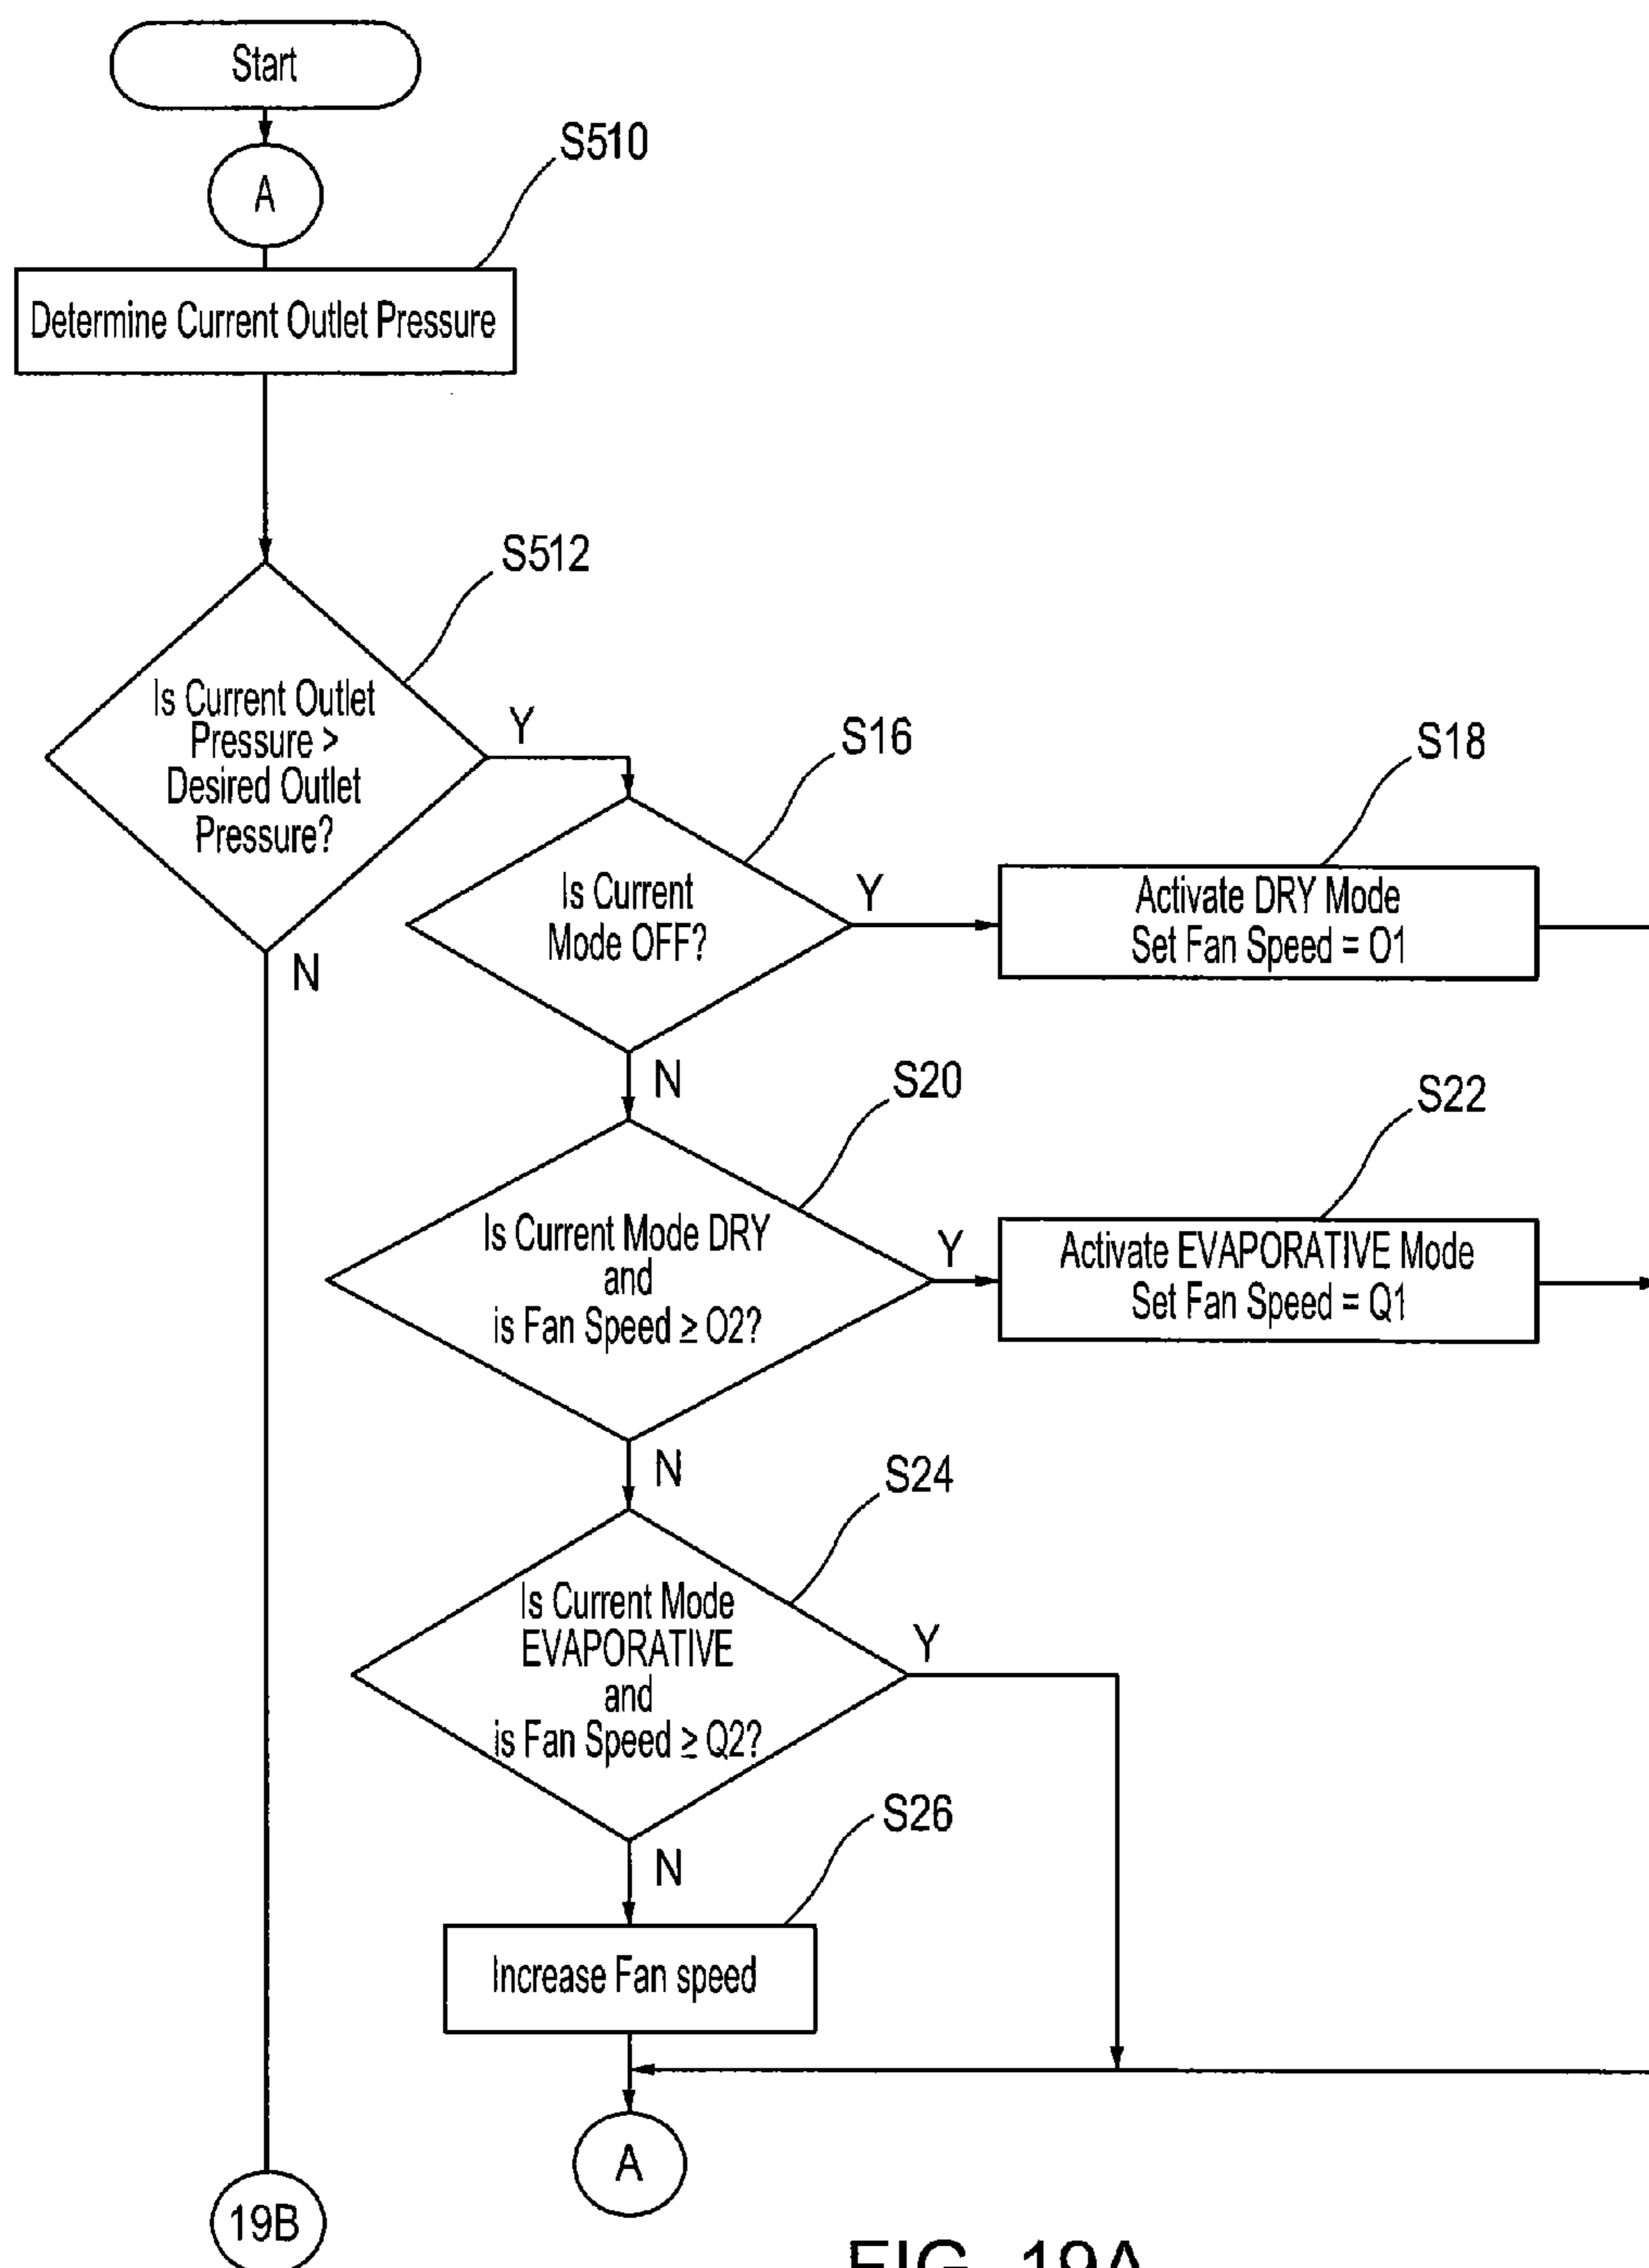 Start
A
S510
Determine Current Outlet Pressure
S512
Is Current Outlet
Pressure >
Desired Outlet
Pressure?
Y
N
S16
Is Current
Mode OFF?
Y
N
S18
Activate DRY Mode
Set Fan Speed = O1
S20
Is Current Mode DRY
and
is Fan Speed ≥ O2?
Y
N
S22
Activate EVAPORATIVE Mode
Set Fan Speed = Q1
S24
Is Current Mode
EVAPORATIVE
and
is Fan Speed ≥ Q2?
Y
N
S26
Increase Fan speed
A
19B
FIG. 19A